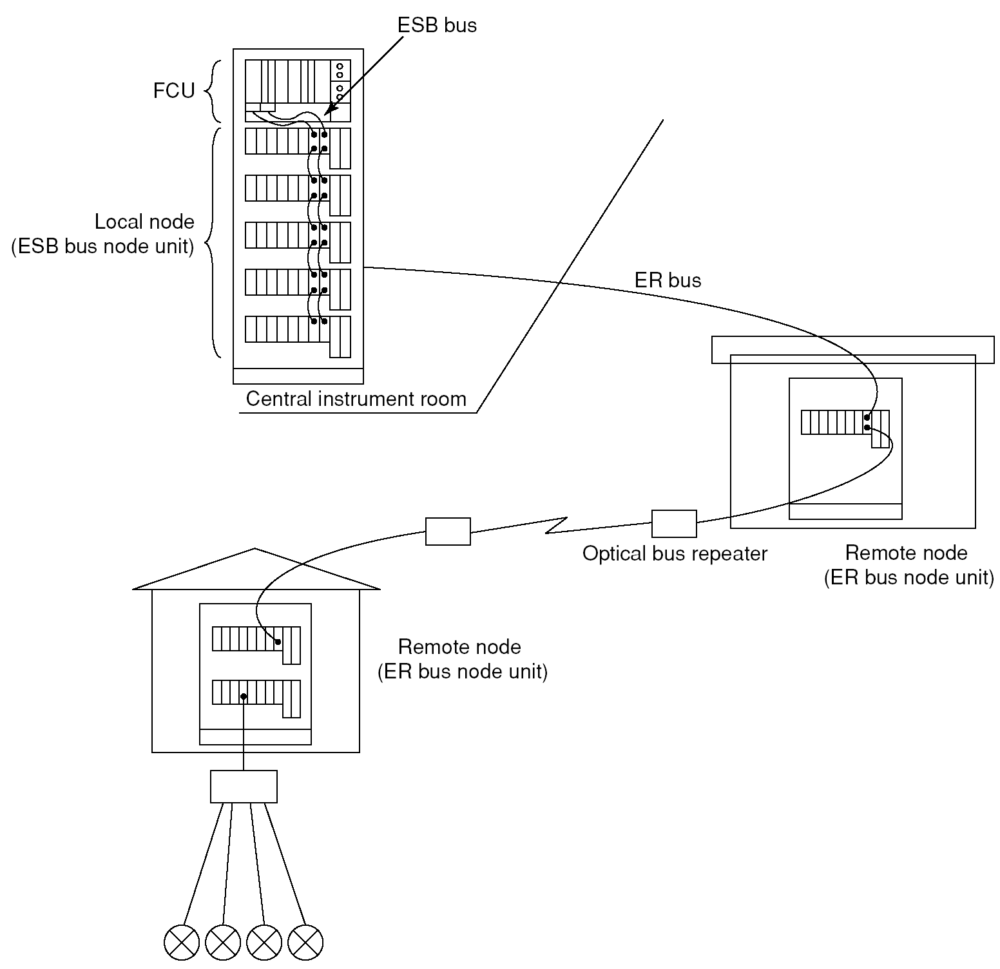 ESB bus
FCU
Local node
(ESB bus node unit)
ER bus
Central instrument room
Optical bus repeater
Remote node
(ER bus node unit)
Remote node
(ER bus node unit)